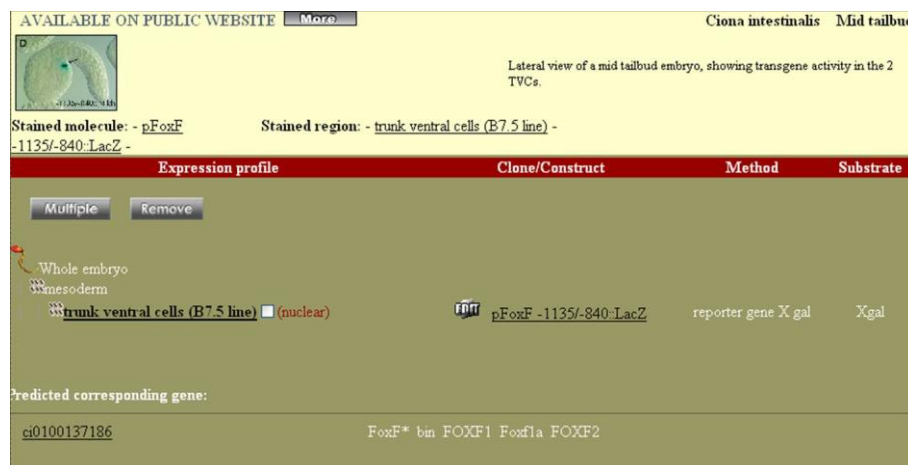 AVAILABLE ON PUBLIC WEBSITE More Ciona intestinalis Mid tailbud
D
Lateral view of a mid tailbud embryo, showing transgene activity in the 2
TVCs.
Stained molecule: - pFoxF
-1135/-840::LacZ -
Stained region: - trunk ventral cells (B7.5 line) -
Expression profile Clone/Construct Method Substrate
Multiple Remove
Whole embryo
mesoderm
trunk ventral cells (B7.5 line) (nuclear) EDIT pFoxF -1135/-840::LacZ reporter gene X gal Xgal
Predicted corresponding gene:
ci0100137186 FoxF* bin FOXF1 Foxf1a FOXF2